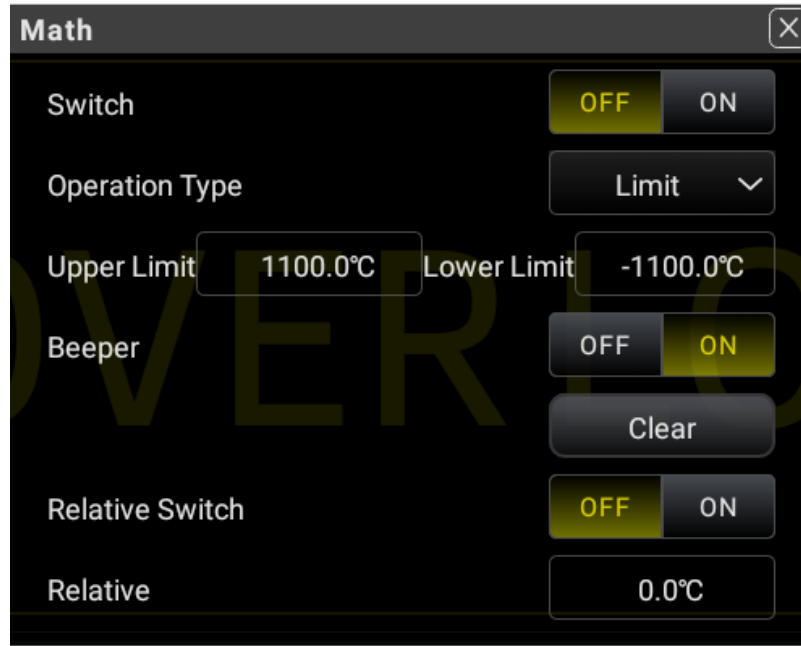 Math
Switch OFF ON
Operation Type Limit
Upper Limit 1100.0℃ Lower Limit -1100.0℃
Beeper OFF ON
Clear
Relative Switch OFF ON
Relative 0.0℃